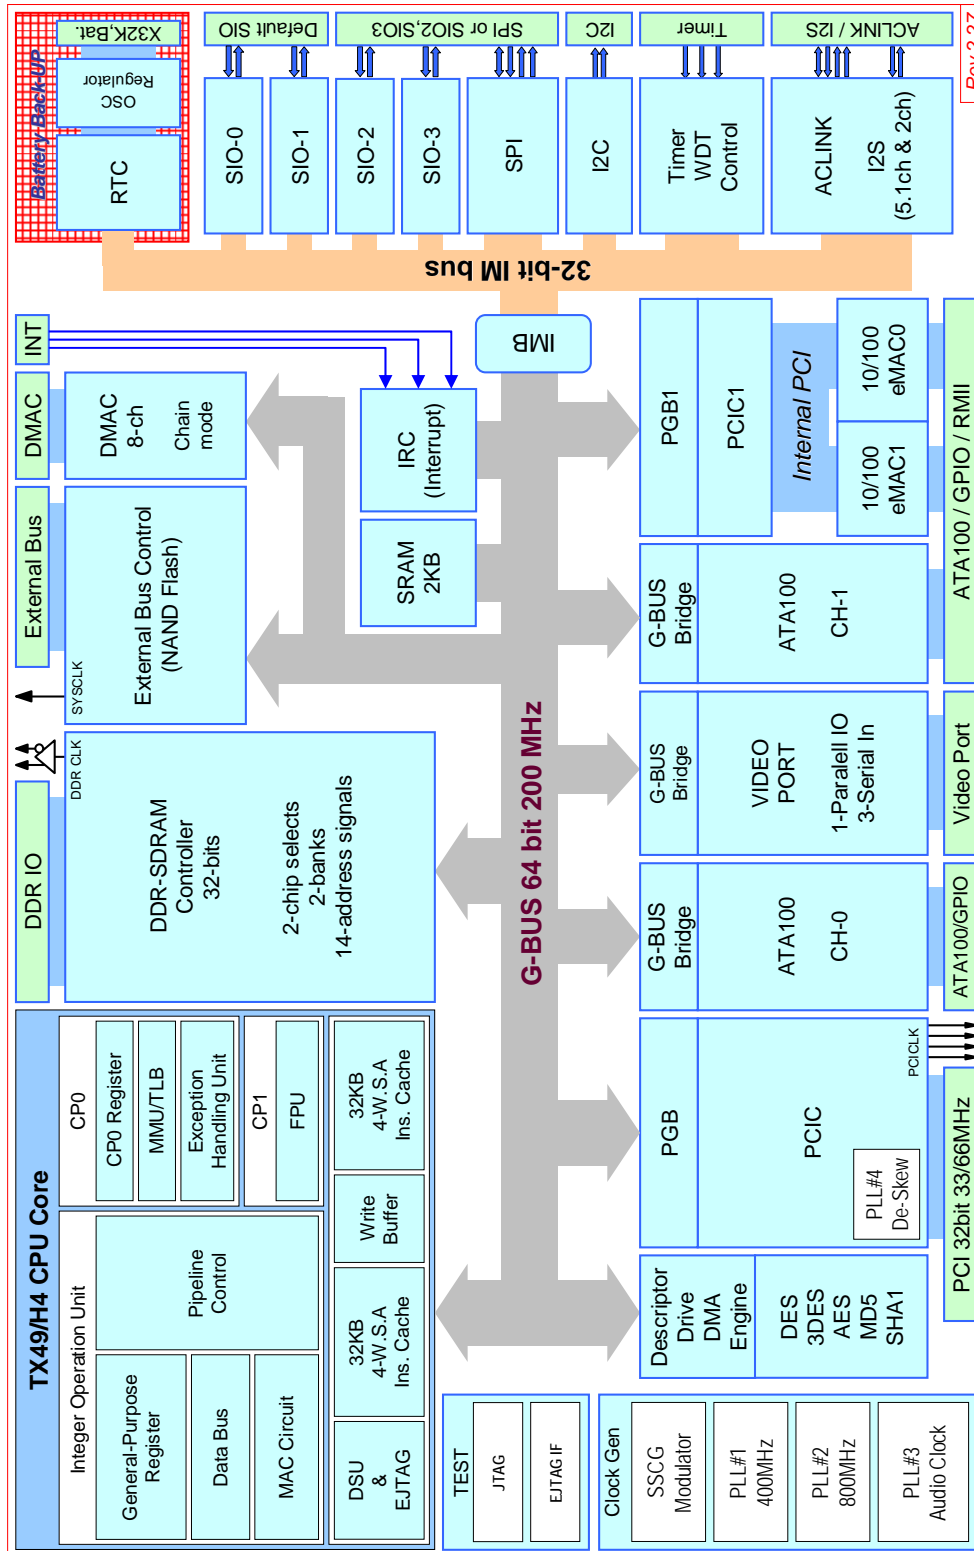 TX49/H4 CPU Core
Integer Operation Unit
General-Purpose
Register
Data Bus
MAC Circuit
Pipeline
Control
CP0
CP0 Register
MMU/TLB
Exception
Handling Unit
CP1
FPU
DSU
&
EJTAG
32KB
4-W.S.A
Ins. Cache
Write
Buffer
32KB
4-W.S.A
Ins. Cache
TEST
JTAG
EJTAG IF
Clock Gen
SSCG
Modulator
PLL#1
400MHz
PLL#2
800MHz
PLL#3
Audio Clock
DDR IO
DDR CLK
DDR-SDRAM
Controller
32-bits
2-chip selects
2-banks
14-address signals
External Bus
SYSCLK
External Bus Control
(NAND Flash)
DMAC
DMAC
8-ch
Chain
mode
INT
IRC
(Interrupt)
SRAM
2KB
G-BUS 64 bit 200 MHz
IMB
32-bit IM bus
Descriptor
Drive
DMA
Engine
DES
3DES
AES
MD5
SHA1
PGB
PCIC
PLL#4
De-Skew
PCICLK
PCI 32bit 33/66MHz
G-BUS
Bridge
ATA100
CH-0
ATA100/GPIO
G-BUS
Bridge
VIDEO
PORT
1-Paralell IO
3-Serial In
Video Port
G-BUS
Bridge
ATA100
CH-1
PGB1
PCIC1
Internal PCI
10/100
eMAC1
10/100
eMAC0
ATA100 / GPIO / RMII
Battery Back-UP
X32K,Bat.
OSC
Regulator
RTC
Default SIO
SIO-0
SIO-1
SPI or SIO2,SIO3
SIO-2
SIO-3
SPI
I2C
I2C
Timer
Timer
WDT
Control
ACLINK / I2S
ACLINK
I2S
(5.1ch & 2ch)
Rev 2.27